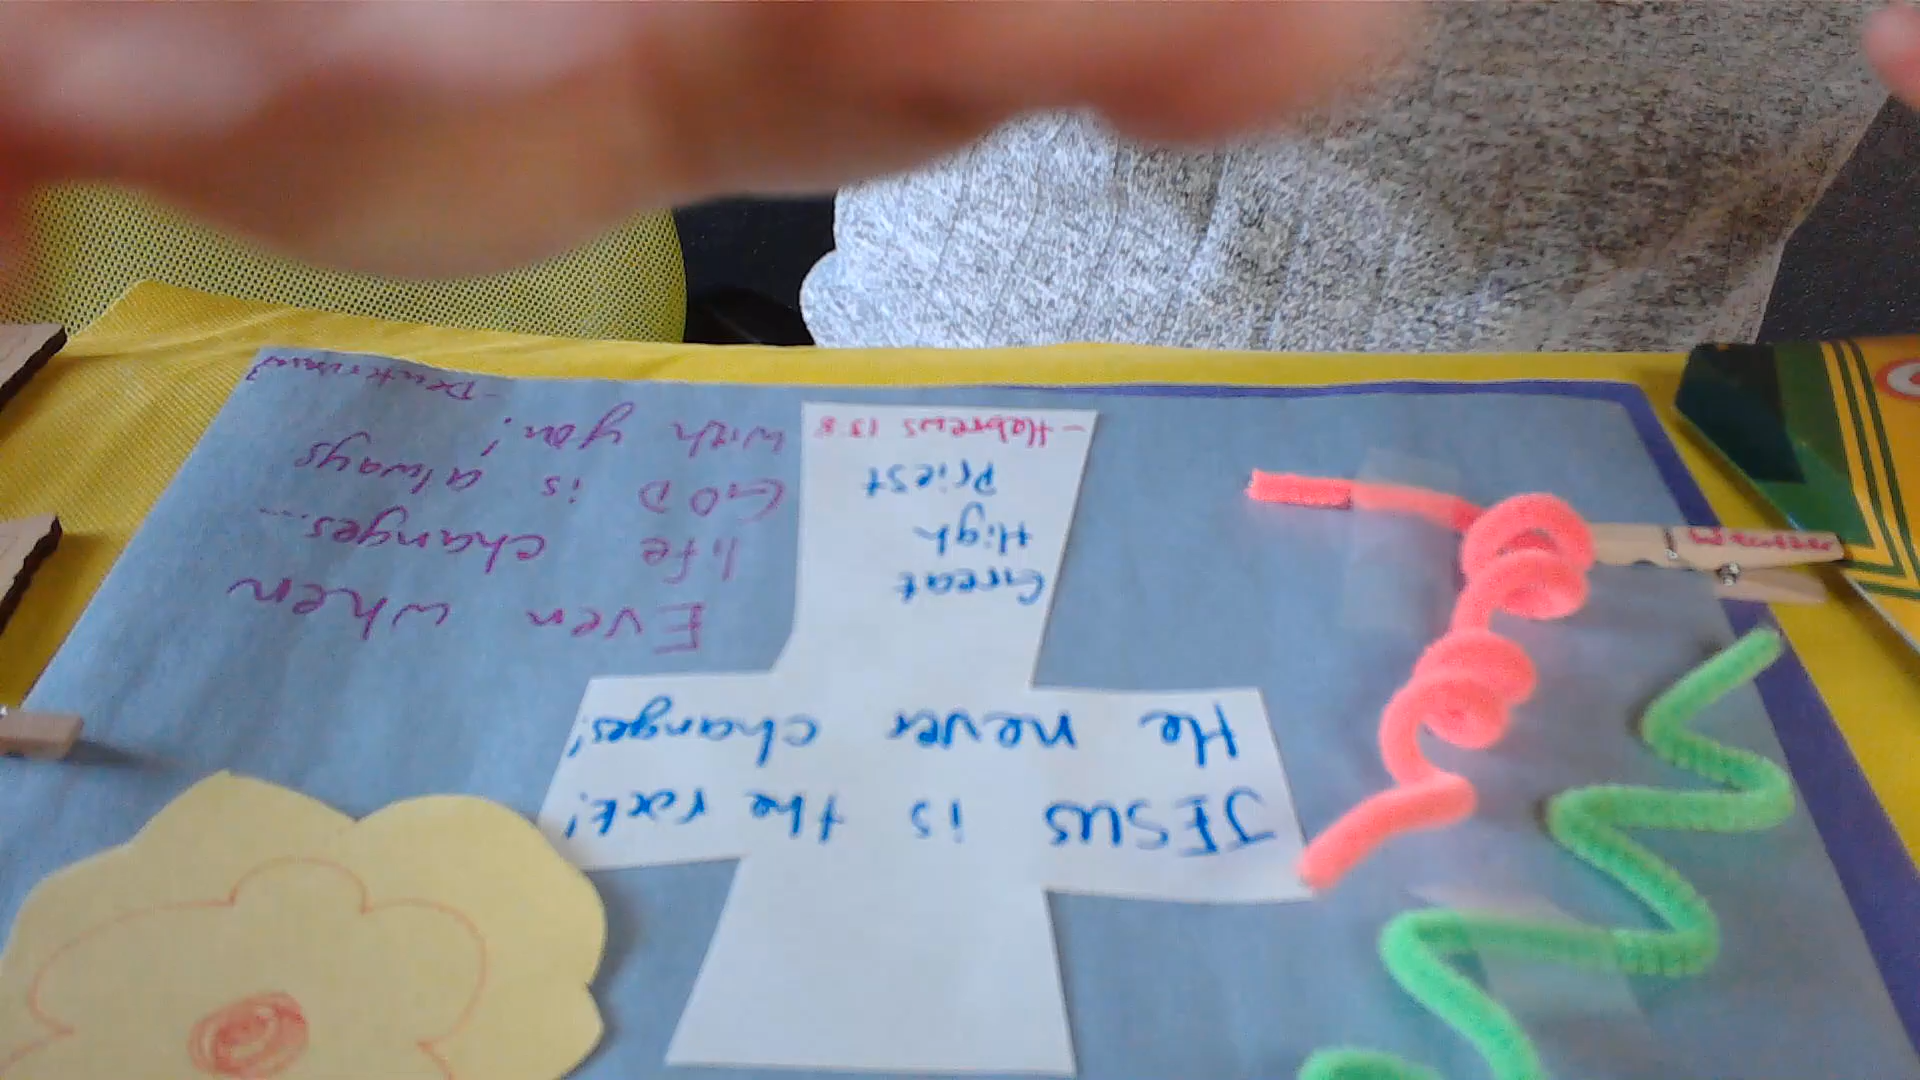 JESUS is the rock!
He never changes!
Great
High
Priest
- Hebrews 13:8
Even when
life changes...
GOD is always
with you!